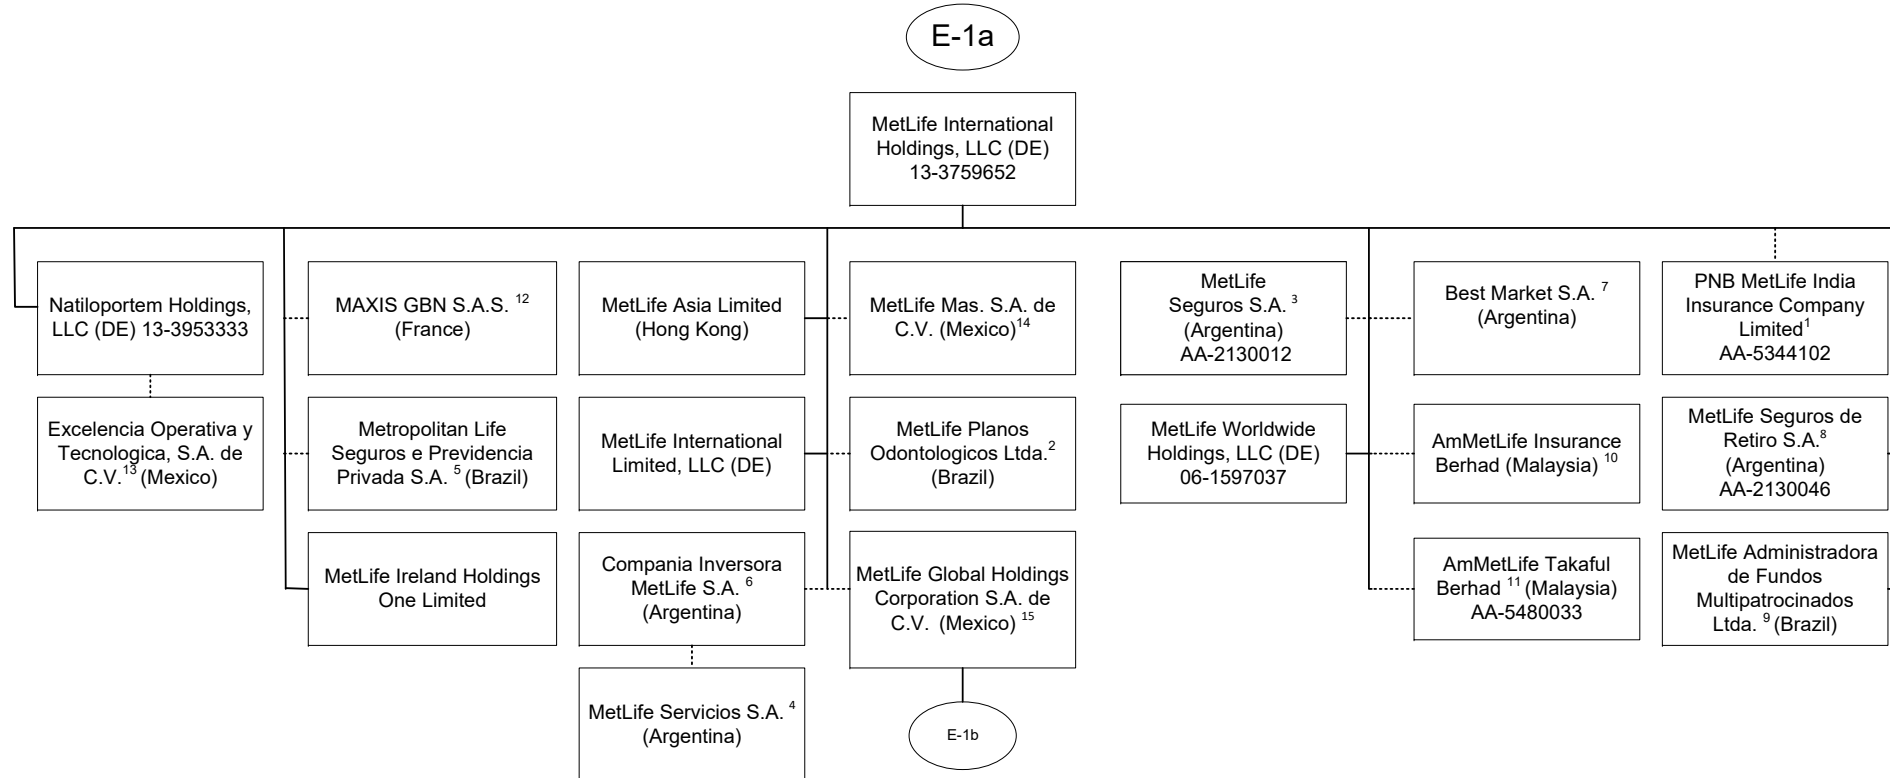 E-1a
MetLife International
Holdings, LLC (DE)
13-3759652
Natiloportem Holdings,
LLC (DE) 13-3953333
MAXIS GBN S.A.S. 12
(France)
MetLife Asia Limited
(Hong Kong)
MetLife Mas. S.A. de
C.V. (Mexico)14
MetLife
Seguros S.A. 3
(Argentina)
AA-2130012
Best Market S.A. 7
(Argentina)
PNB MetLife India
Insurance Company
Limited1
AA-5344102
Excelencia Operativa y
Tecnologica, S.A. de
C.V.13 (Mexico)
Metropolitan Life
Seguros e Previdencia
Privada S.A. 5 (Brazil)
MetLife International
Limited, LLC (DE)
MetLife Planos
Odontologicos Ltda.2
(Brazil)
MetLife Worldwide
Holdings, LLC (DE)
06-1597037
AmMetLife Insurance
Berhad (Malaysia) 10
MetLife Seguros de
Retiro S.A.8
(Argentina)
AA-2130046
MetLife Ireland Holdings
One Limited
Compania Inversora
MetLife S.A. 6
(Argentina)
MetLife Global Holdings
Corporation S.A. de
C.V. (Mexico) 15
AmMetLife Takaful
Berhad 11 (Malaysia)
AA-5480033
MetLife Administradora
de Fundos
Multipatrocinados
Ltda. 9 (Brazil)
MetLife Servicios S.A. 4
(Argentina)
E-1b